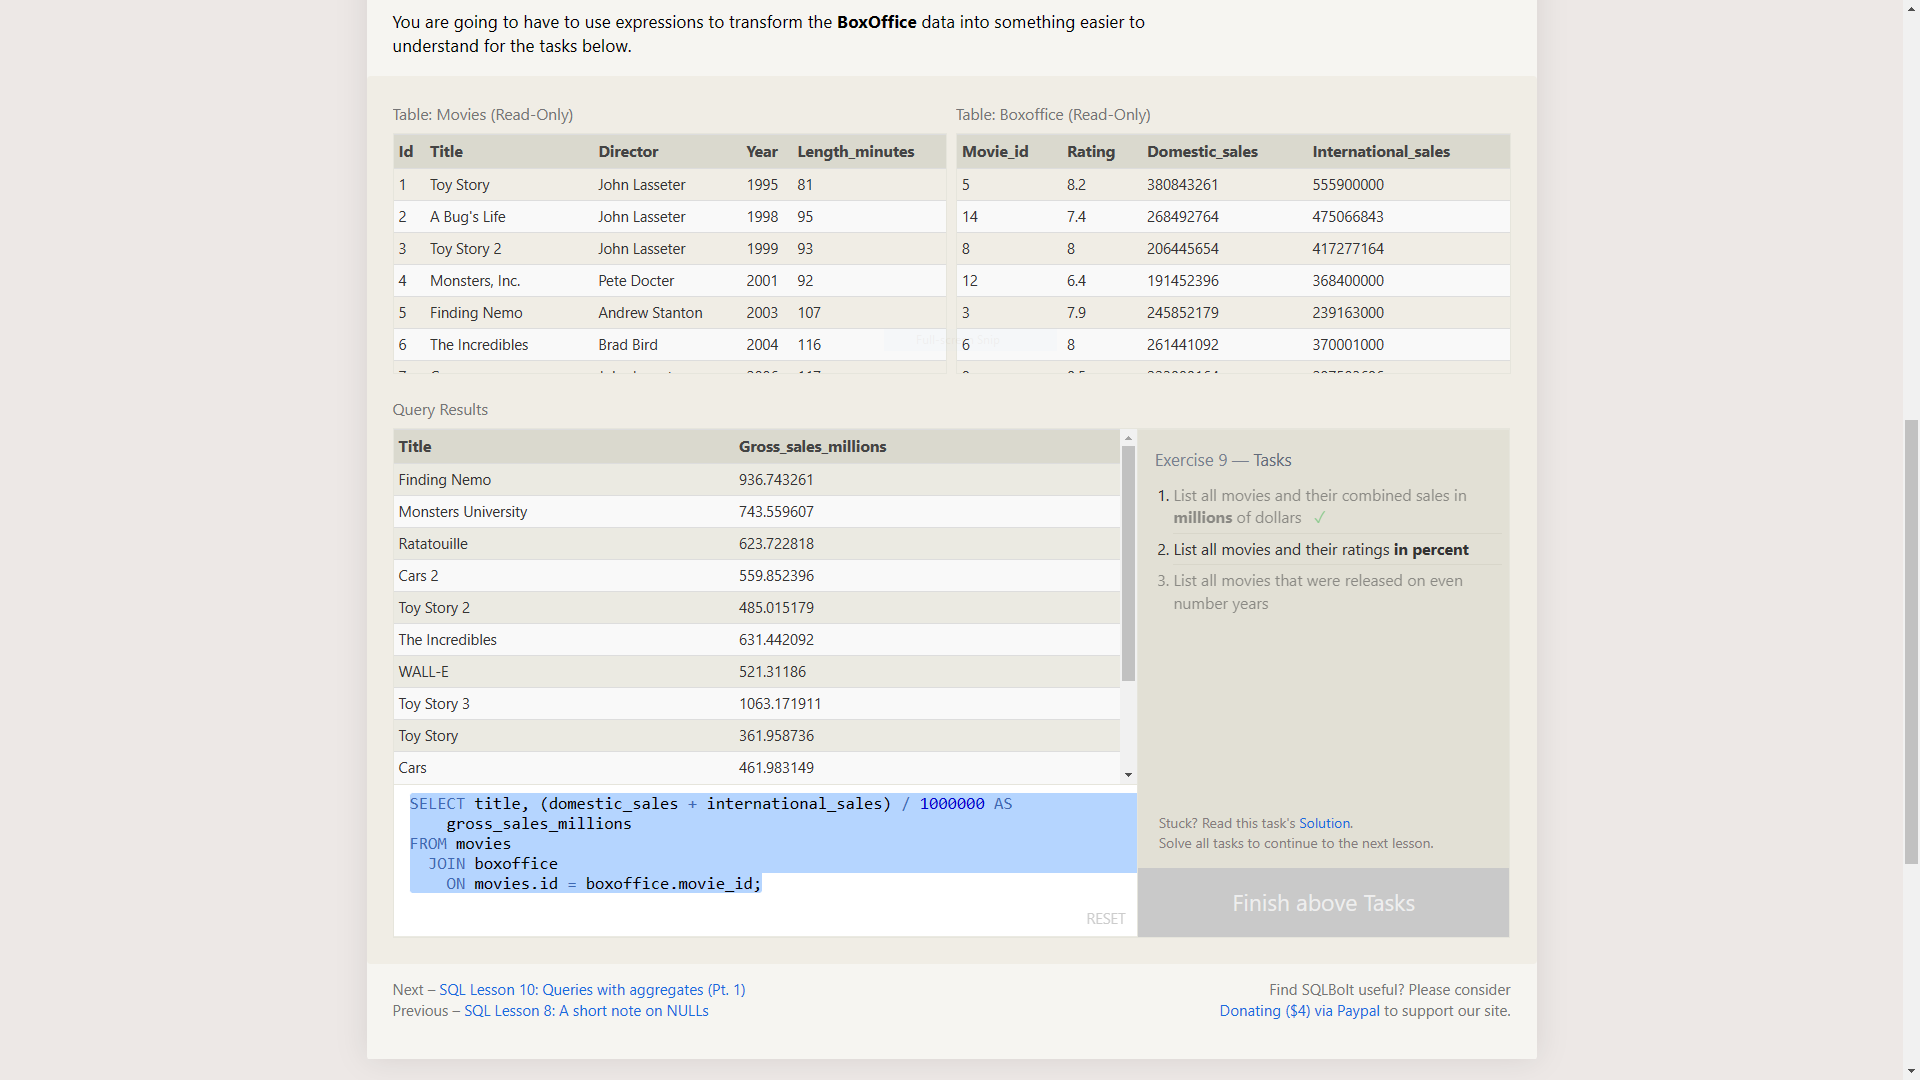 You are going to have to use expressions to transform the BoxOffice data into something easier to
understand for the tasks below.
Table: Movies (Read-Only)
Id Title Director Year Length_minutes
1 Toy Story John Lasseter 1995 81
2 A Bug's Life John Lasseter 1998 95
3 Toy Story 2 John Lasseter 1999 93
4 Monsters, Inc. Pete Docter 2001 92
5 Finding Nemo Andrew Stanton 2003 107
6 The Incredibles Brad Bird 2004 116
Table: Boxoffice (Read-Only)
Movie_id Rating Domestic_sales International_sales
5 8.2 380843261 555900000
14 7.4 268492764 475066843
8 8 206445654 417277164
12 6.4 191452396 368400000
3 7.9 245852179 239163000
6 8 261441092 370001000
Query Results
Title Gross_sales_millions
Finding Nemo 936.743261
Monsters University 743.559607
Ratatouille 623.722818
Cars 2 559.852396
Toy Story 2 485.015179
The Incredibles 631.442092
WALL-E 521.31186
Toy Story 3 1063.171911
Toy Story 361.958736
Cars 461.983149
SELECT title, (domestic_sales + international_sales) / 1000000 AS
gross_sales_millions
FROM movies
JOIN boxoffice
ON movies.id = boxoffice.movie_id;
RESET
Exercise 9 — Tasks
1. List all movies and their combined sales in
millions of dollars ✓
2. List all movies and their ratings in percent
3. List all movies that were released on even
number years
Stuck? Read this task's Solution.
Solve all tasks to continue to the next lesson.
Finish above Tasks
Next – SQL Lesson 10: Queries with aggregates (Pt. 1)
Previous – SQL Lesson 8: A short note on NULLs
Find SQLBolt useful? Please consider
Donating ($4) via Paypal to support our site.